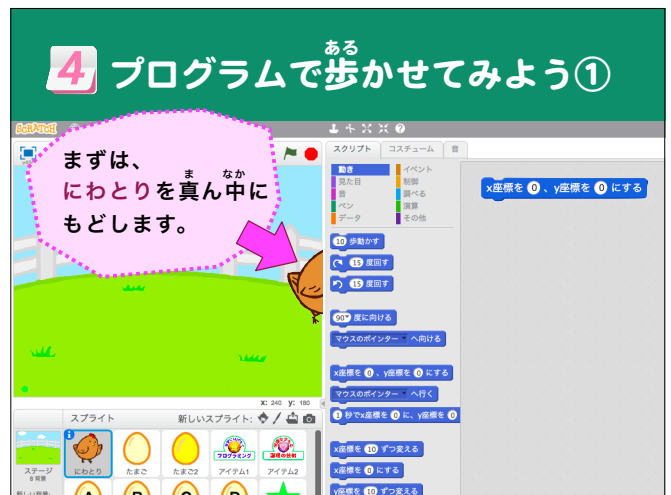 4 プログラムで歩かせてみよう①
ある
SCRATCH
まずは、
にわとりを真ん中に
ま なか
もどします。
スクリプト コスチューム 音
動き イベント
見た目 制御
音 調べる
ペン 演算
データ その他
x座標を 0 、y座標を 0 にする
10 歩動かす
15 度回す
15 度回す
90 度に向ける
マウスのポインター へ向ける
x座標を 0 、y座標を 0 にする
マウスのポインター へ行く
1 秒でx座標を 0 に、y座標を 0
x座標を 10 ずつ変える
x座標を 0 にする
y座標を 10 ずつ変える
x: 240 y: 180
スプライト 新しいスプライト:
ステージ
6 背景
新しい背景:
にわとり たまご たまご2 アイテム1 アイテム2
プログラミング
A B C D